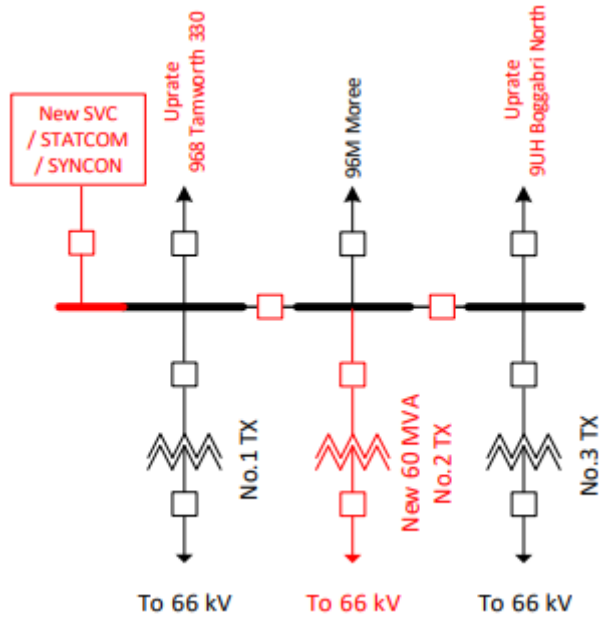 New SVC
/ STATCOM
/ SYNCON
Uprate
968 Tamworth 330
96M Moree
Uprate
9UH Boggabri North
No.1 TX
New 60 MVA
No.2 TX
No.3 TX
To 66 kV
To 66 kV
To 66 kV